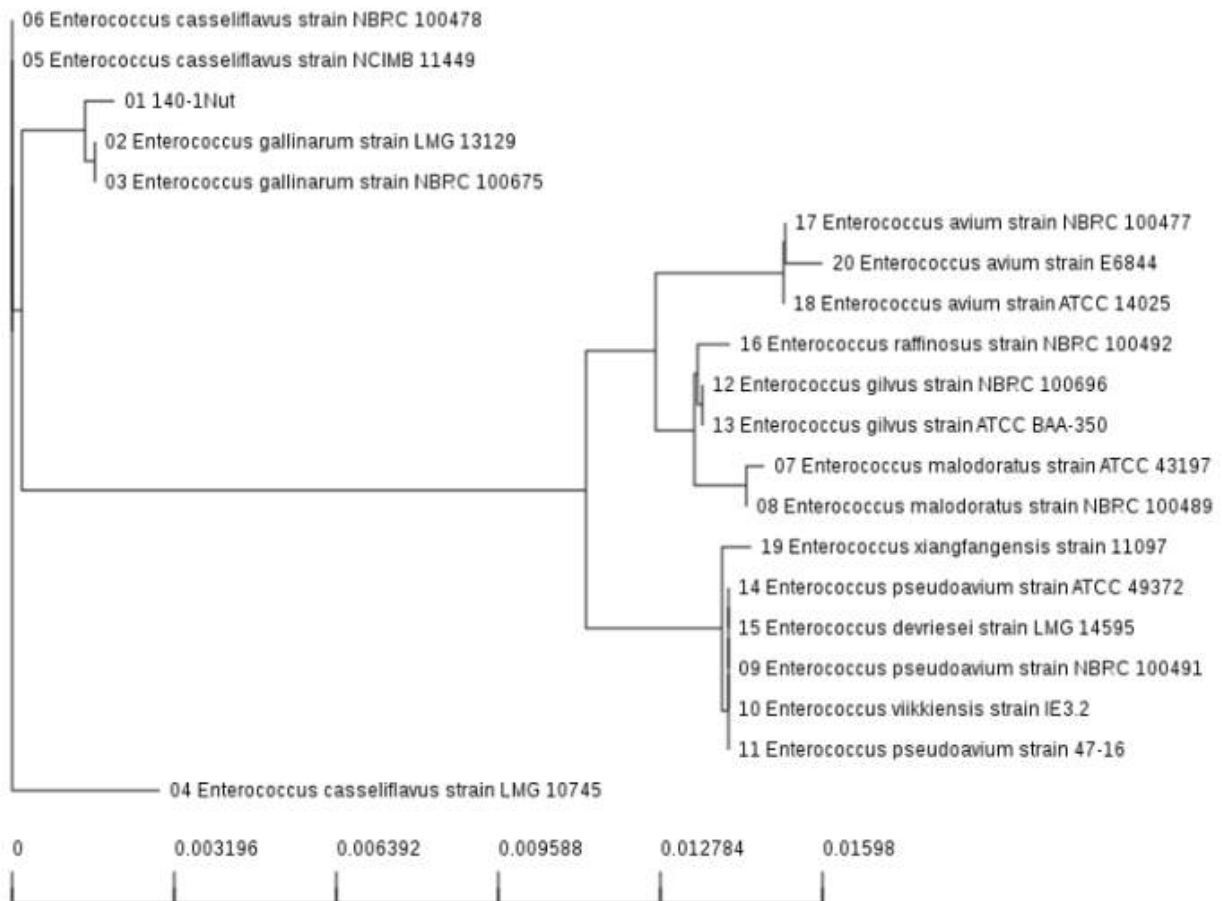 06 Enterococcus casseliflavus strain NBRC 100478
05 Enterococcus casseliflavus strain NCIMB 11449
01 140-1Nut
02 Enterococcus gallinarum strain LMG 13129
03 Enterococcus gallinarum strain NBRC 100675
17 Enterococcus avium strain NBRC 100477
20 Enterococcus avium strain E6844
18 Enterococcus avium strain ATCC 14025
16 Enterococcus raffinosus strain NBRC 100492
12 Enterococcus gilvus strain NBRC 100696
13 Enterococcus gilvus strain ATCC BAA-350
07 Enterococcus malodoratus strain ATCC 43197
08 Enterococcus malodoratus strain NBRC 100489
19 Enterococcus xiangfangensis strain 11097
14 Enterococcus pseudoavium strain ATCC 49372
15 Enterococcus devriesei strain LMG 14595
09 Enterococcus pseudoavium strain NBRC 100491
10 Enterococcus viikkiensis strain IE3.2
11 Enterococcus pseudoavium strain 47-16
04 Enterococcus casseliflavus strain LMG 10745
0 0.003196 0.006392 0.009588 0.012784 0.01598